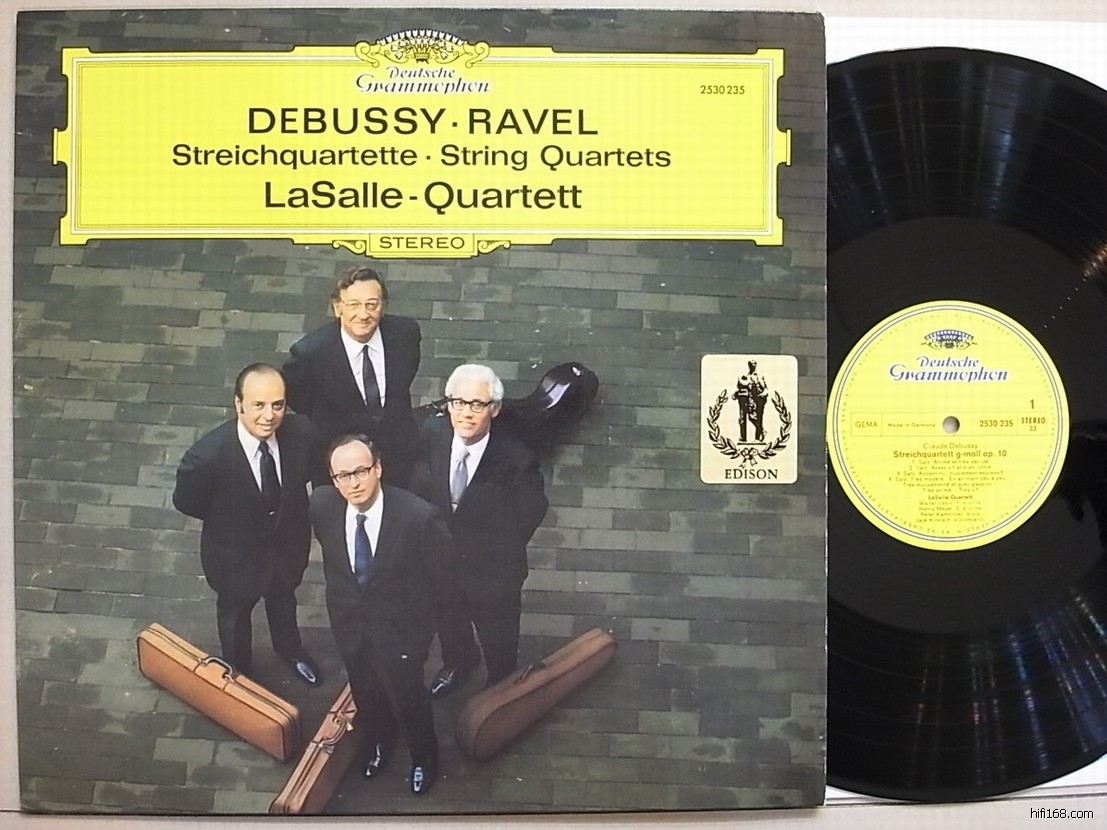 Deutsche
Grammophon
2530 235
DEBUSSY · RAVEL
Streichquartette · String Quartets
LaSalle-Quartett
STEREO
EDISON
Deutsche
Grammophon
1
GEMA
Made in Germany
2530 235
STEREO
33
Claude Debussy
Streichquartett g-moll op. 10
LaSalle-Quartett
hifi168.com